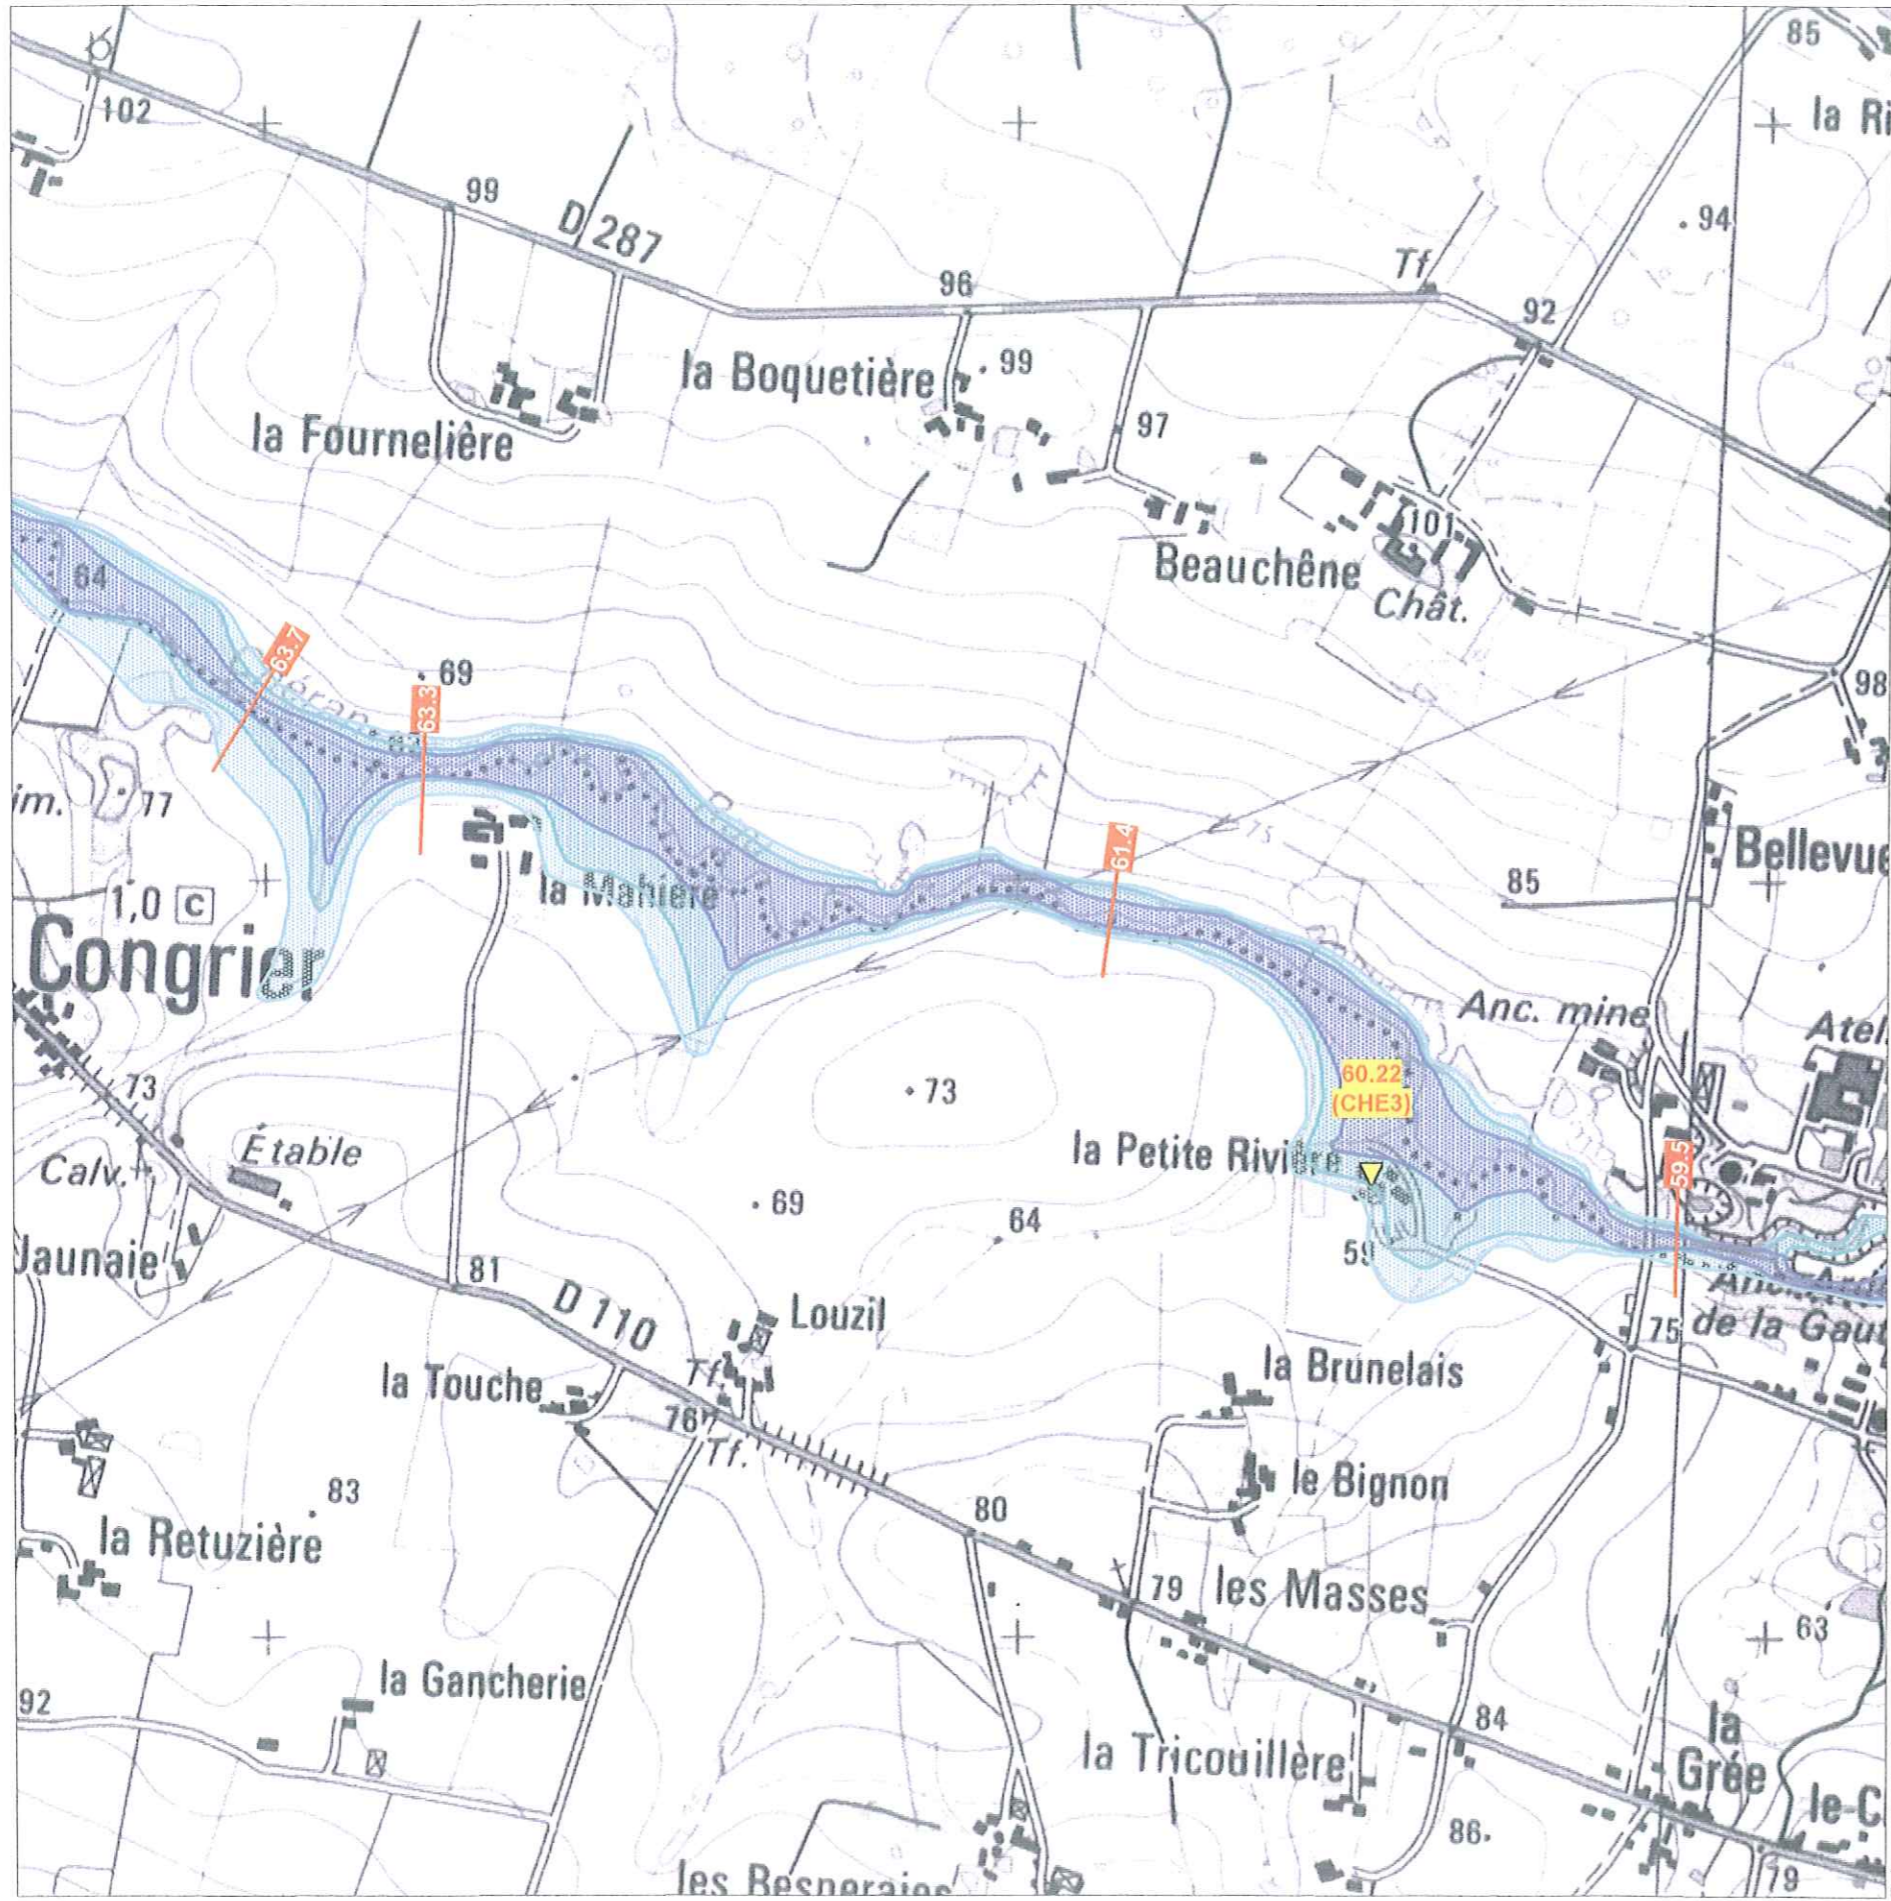 85
102
la Ri
99
94
D 287
Tf
96
92
99
la Boquetière
97
la Fournelière
101
Beauchêne
Chât.
64
63.7
69
63.3
98
83
77
im.
75
61.4
Bellevue
la Mahière
85
1,0 C
Congrier
Anc. mine
Atel.
60.22
(CHE3)
73
73
Étable
la Petite Rivière
Calv.
59.5
69
64
59
Jaunaie
81
D 110
Louzil
75
de la Gaut
la Brunelais
la Touche
Tf.
76
Tf.
le Bignon
83
80
la Retuzière
79
les Masses
63
la Gancherie
92
84
la
Grée
la Tricouillère
le C
86
79
les Besneraies